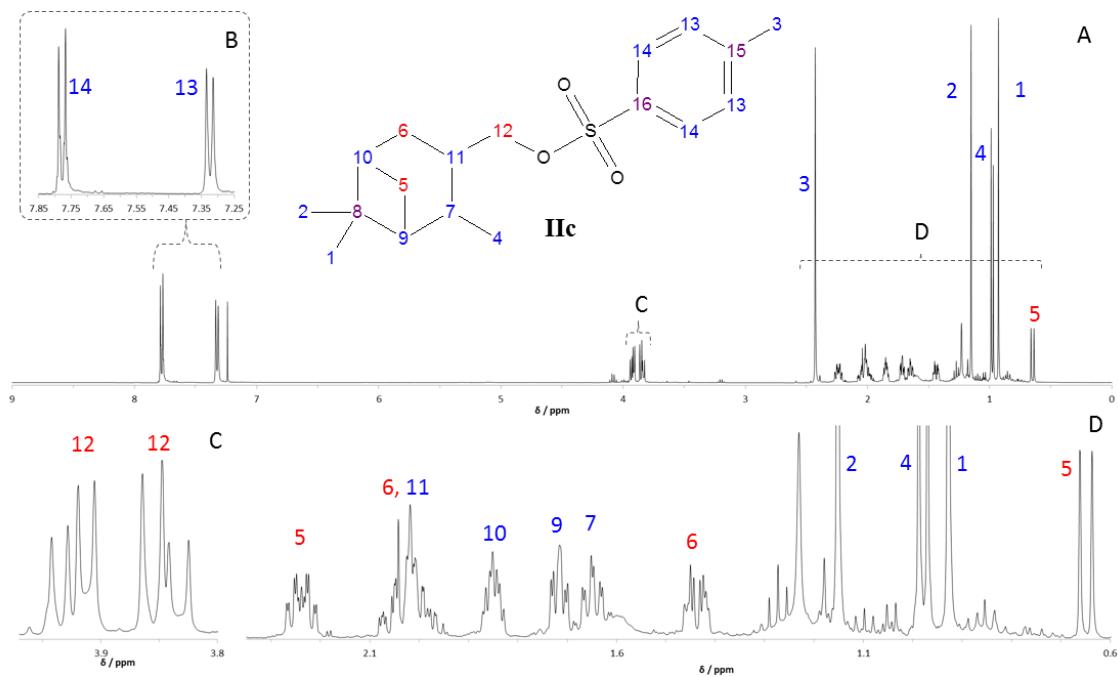 B
14 13
7.85 7.75 7.65 7.55 7.45 7.35 7.25
13 3
14 15
O 16 13
6 12 S 14
10 11 O O
5
2 8 7
9 4
1 IIc
A
2 1
4
3
D
C
5
9 8 7 6 5 4 3 2 1 0
δ / ppm
12 12 C
3.9 3.8
δ / ppm
D
5
6, 11
10
9 7
6
2 4 1
5
2.1 1.6 1.1 0.6
δ / ppm